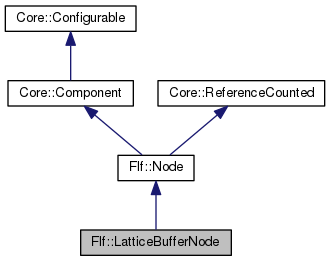 Core::Configurable
Core::Component
Core::ReferenceCounted
Flf::Node
Flf::LatticeBufferNode